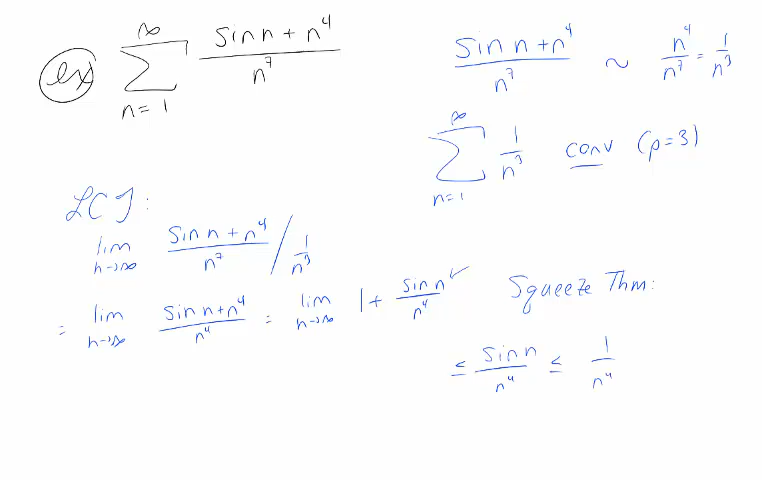 ex ∞ ∑ n=1 (sin n + n⁴)/n⁷
(sin n + n⁴)/n⁷ ~ n⁴/n⁷ = 1/n³
∞ ∑ n=1 1/n³ conv (p=3)
LCT:
lim n→∞ (sin n + n⁴)/n⁷ / 1/n³
= lim n→∞ (sin n + n⁴)/n⁴ = lim n→∞ 1 + sin n/n⁴
Squeeze Thm:
≤ sin n/n⁴ ≤ 1/n⁴